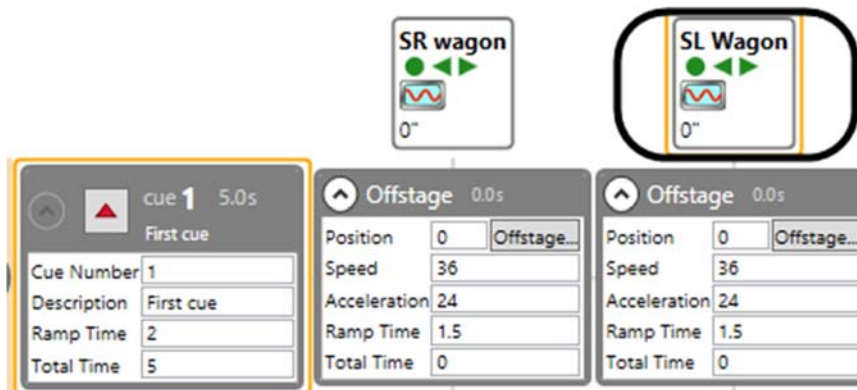 SR wagon
0"
SL Wagon
0"
cue 1 5.0s
First cue
Cue Number 1
Description First cue
Ramp Time 2
Total Time 5
Offstage 0.0s
Position 0 Offstage...
Speed 36
Acceleration 24
Ramp Time 1.5
Total Time 0
Offstage 0.0s
Position 0 Offstage...
Speed 36
Acceleration 24
Ramp Time 1.5
Total Time 0